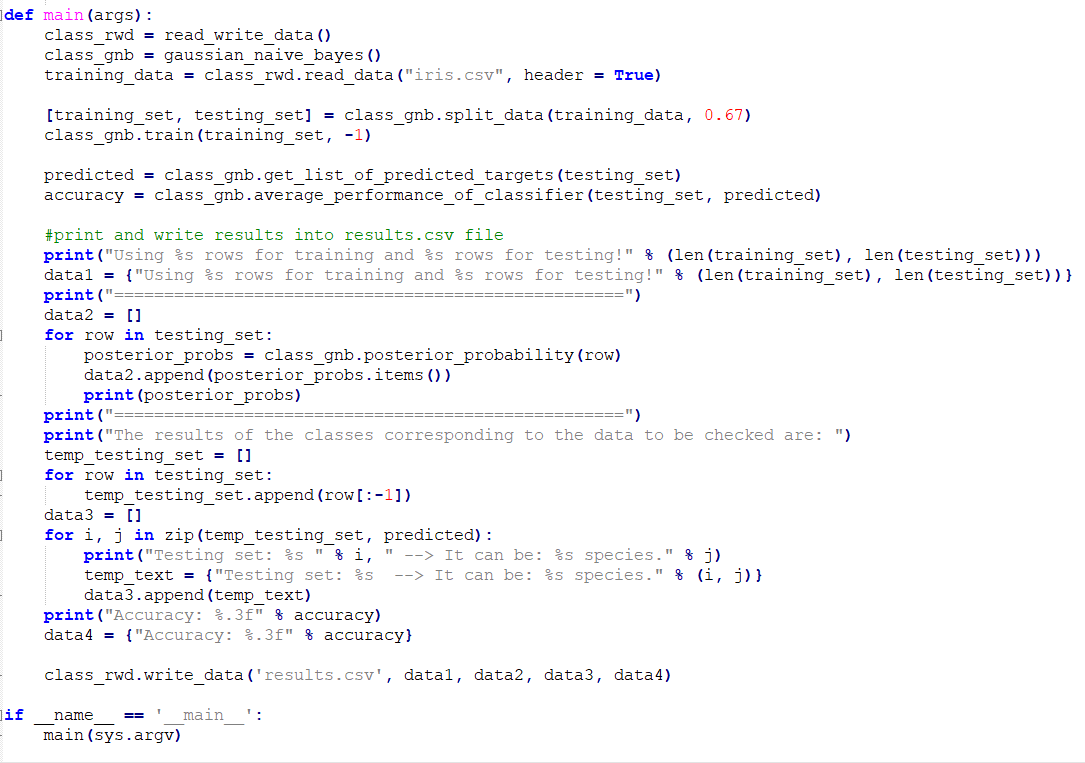 def main(args):
    class_rwd = read_write_data()
    class_gnb = gaussian_naive_bayes()
    training_data = class_rwd.read_data("iris.csv", header = True)

    [training_set, testing_set] = class_gnb.split_data(training_data, 0.67)
    class_gnb.train(training_set, -1)

    predicted = class_gnb.get_list_of_predicted_targets(testing_set)
    accuracy = class_gnb.average_performance_of_classifier(testing_set, predicted)

    #print and write results into results.csv file
    print("Using %s rows for training and %s rows for testing!" % (len(training_set), len(testing_set)))
    data1 = {"Using %s rows for training and %s rows for testing!" % (len(training_set), len(testing_set))}
    print("===================================================")
    data2 = []
    for row in testing_set:
        posterior_probs = class_gnb.posterior_probability(row)
        data2.append(posterior_probs.items())
        print(posterior_probs)
    print("===================================================")
    print("The results of the classes corresponding to the data to be checked are: ")
    temp_testing_set = []
    for row in testing_set:
        temp_testing_set.append(row[:-1])
    data3 = []
    for i, j in zip(temp_testing_set, predicted):
        print("Testing set: %s " % i, " --> It can be: %s species." % j)
        temp_text = {"Testing set: %s  --> It can be: %s species." % (i, j)}
        data3.append(temp_text)
    print("Accuracy: %.3f" % accuracy)
    data4 = {"Accuracy: %.3f" % accuracy}

    class_rwd.write_data('results.csv', data1, data2, data3, data4)

if __name__ == '__main__':
    main(sys.argv)